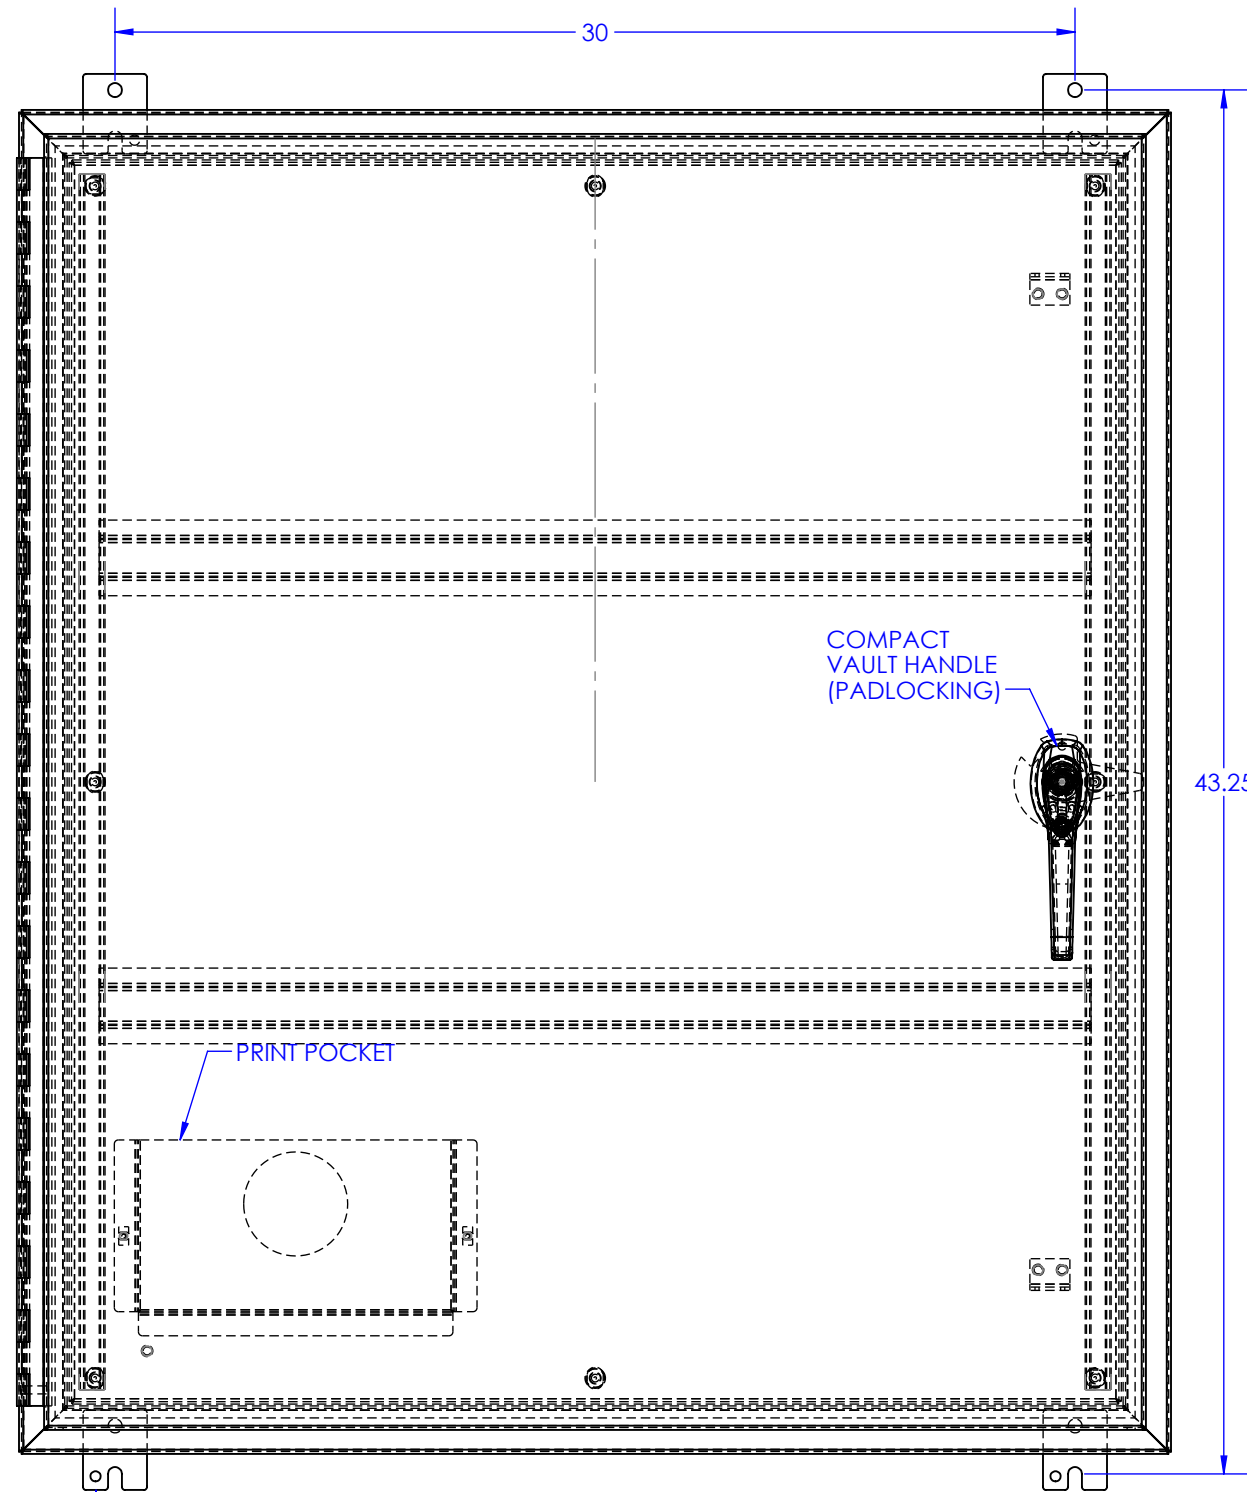 30
COMPACT
VAULT HANDLE
(PADLOCKING)
43.25
PRINT POCKET